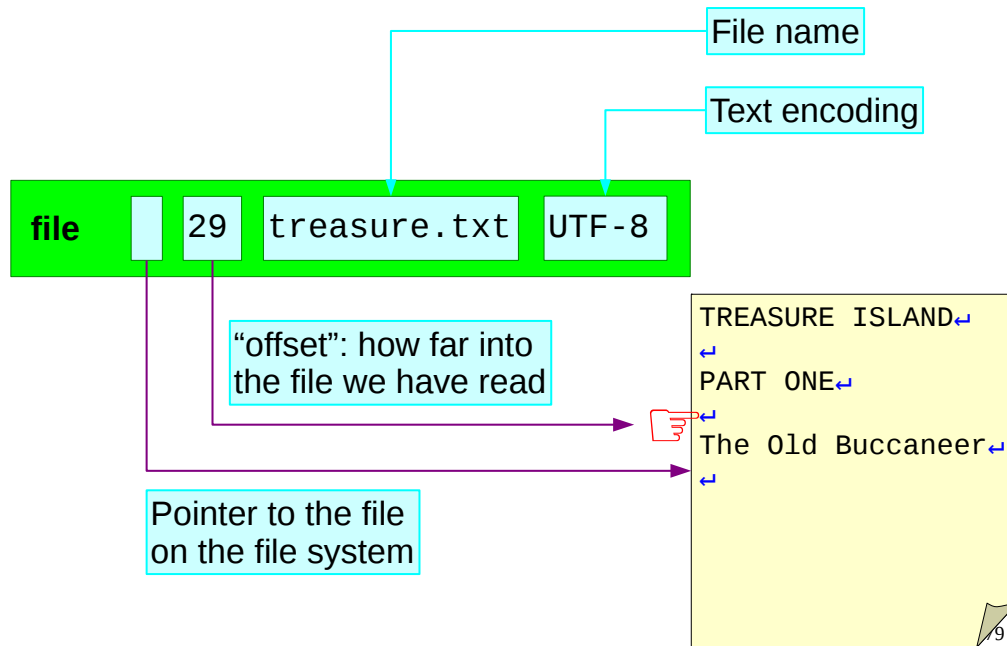 File name
Text encoding
file 29 treasure.txt UTF-8
“offset”: how far into
the file we have read
TREASURE ISLAND↵
↵
PART ONE↵
↵
The Old Buccaneer↵
↵
Pointer to the file
on the file system